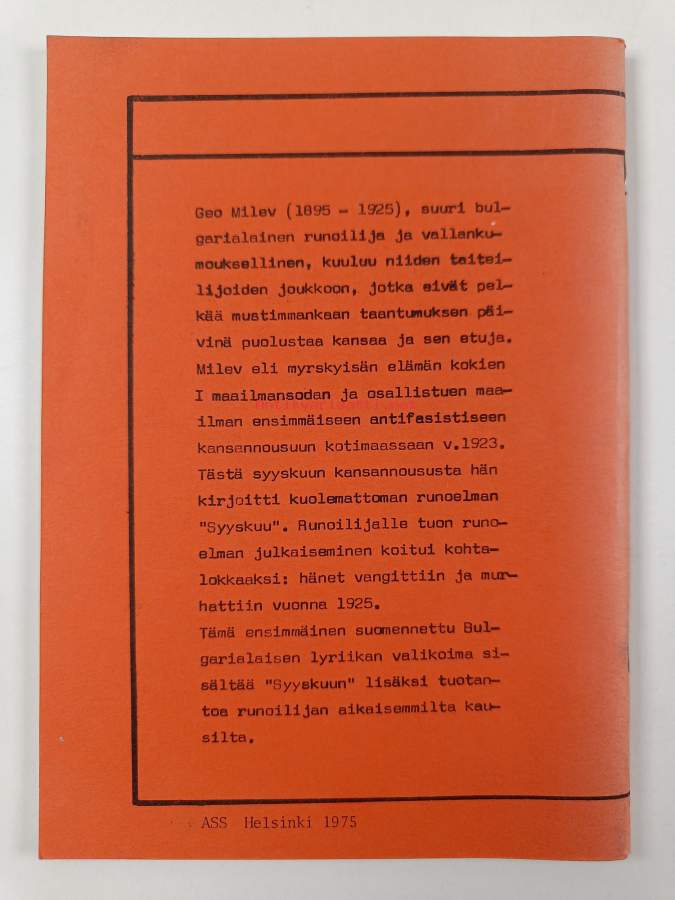 Geo Milev (1895 – 1925), suuri bul-
garialainen runoilija ja vallanku-
mouksellinen, kuuluu niiden taitei-
lijoiden joukkoon, jotka eivät pel-
kää mustimmankaan taantumuksen päi-
vinä puolustaa kansaa ja sen etuja.
Milev eli myrskyisän elämän kokien
I maailmansodan ja osallistuen maa-
ilman ensimmäiseen antifasistiseen
kansannousuun kotimaassaan v.1923.
Tästä syyskuun kansannoususta hän
kirjoitti kuolemattoman runoelman
"Syyskuu". Runoilijalle tuon runo-
elman julkaiseminen koitui kohta-
lokkaaksi: hänet vangittiin ja mur-
hattiin vuonna 1925.
Tämä ensimmäinen suomennettu Bul-
garialaisen lyriikan valikoima si-
sältää "Syyskuun" lisäksi tuotan-
toa runoilijan aikaisemmilta kau-
silta.
ASS Helsinki 1975